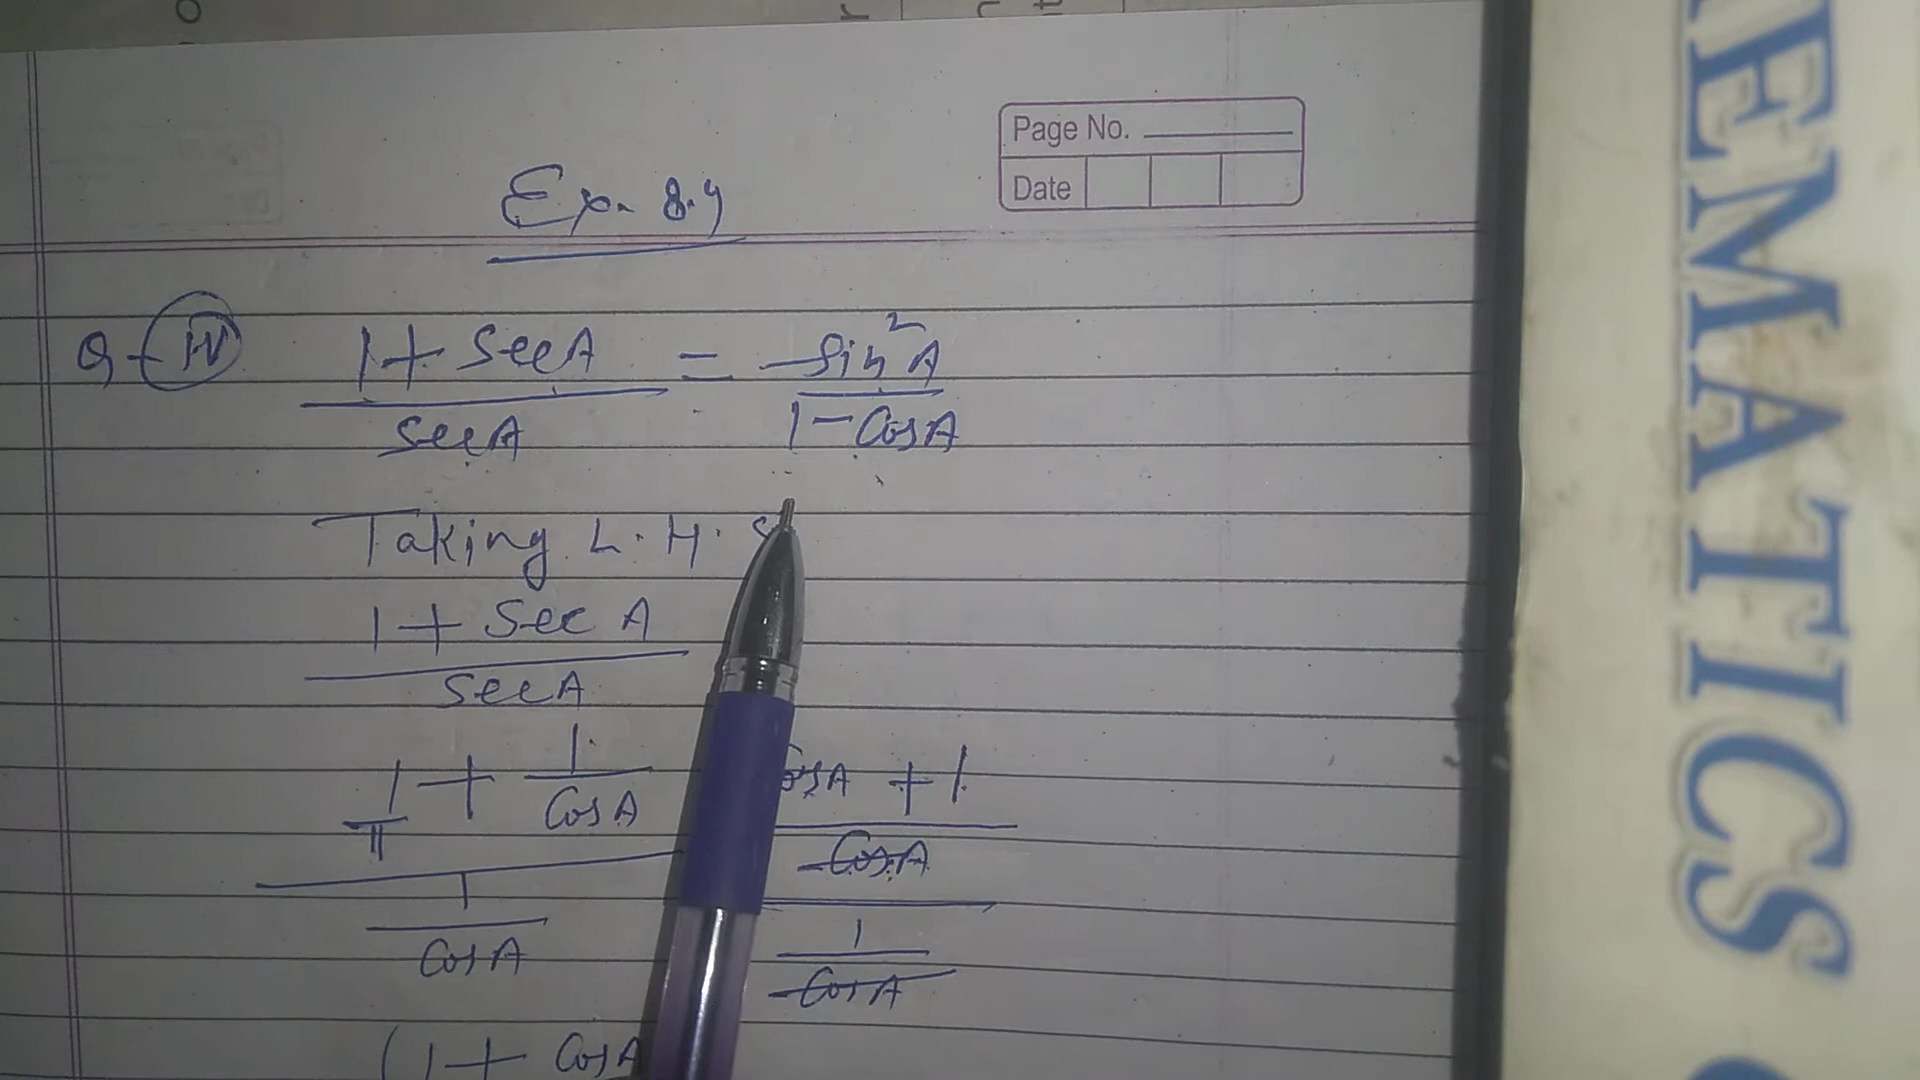 Page No.
Date
Ex. 8.4
Q-(IV) 1+SecA = Sin²A
SecA 1-CosA
Taking L.H.
1+Sec A
SecA
1 + 1 CosA + 1
1 CosA CosA
1 1
CosA CosA
(1+ CosA
EMATICS